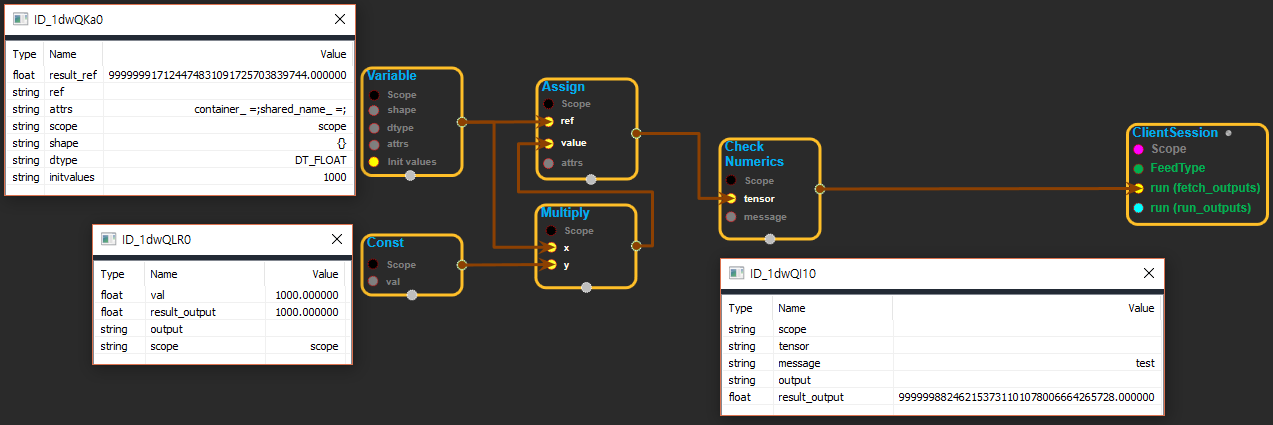 ID_1dwQKa0
Type Name Value
float result_ref 999999917124474831091725703839744.000000
string ref
string attrs container_ =;shared_name_ =;
string scope scope
string shape {}
string dtype DT_FLOAT
string initvalues 1000
Variable
Scope
shape
dtype
attrs
Init values
Assign
Scope
ref
value
attrs
Check
Numerics
Scope
tensor
message
ClientSession
Scope
FeedType
run (fetch_outputs)
run (run_outputs)
ID_1dwQLR0
Type Name Value
float val 1000.000000
float result_output 1000.000000
string output
string scope scope
Const
Scope
val
Multiply
Scope
x
y
ID_1dwQI10
Type Name Value
string scope
string tensor
string message test
string output
float result_output 999999882462153731101078006664265728.000000